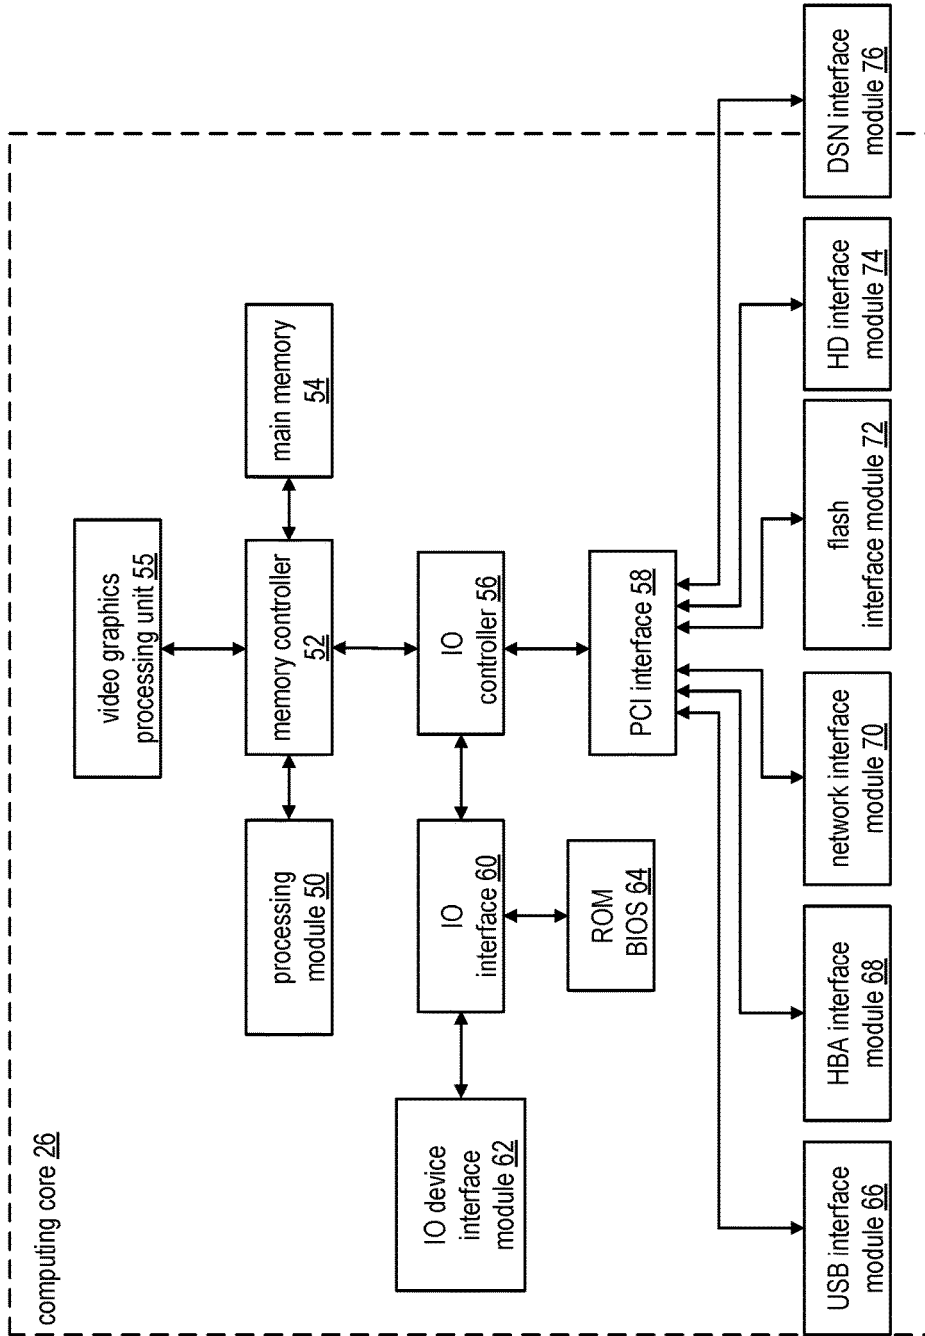 computing core 26
video graphics
processing unit 55
processing
module 50
memory controller
52
main memory
54
IO device
interface
module 62
IO
interface 60
IO
controller 56
ROM
BIOS 64
PCI interface 58
USB interface
module 66
HBA interface
module 68
network interface
module 70
flash
interface module 72
HD interface
module 74
DSN interface
module 76